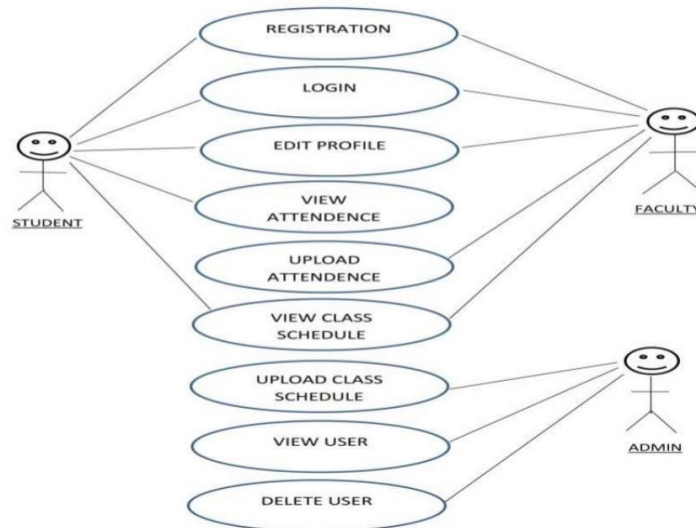 REGISTRATION
LOGIN
EDIT PROFILE
VIEW
ATTENDENCE
STUDENT
FACULTY
UPLOAD
ATTENDENCE
VIEW CLASS
SCHEDULE
UPLOAD CLASS
SCHEDULE
VIEW USER
ADMIN
DELETE USER